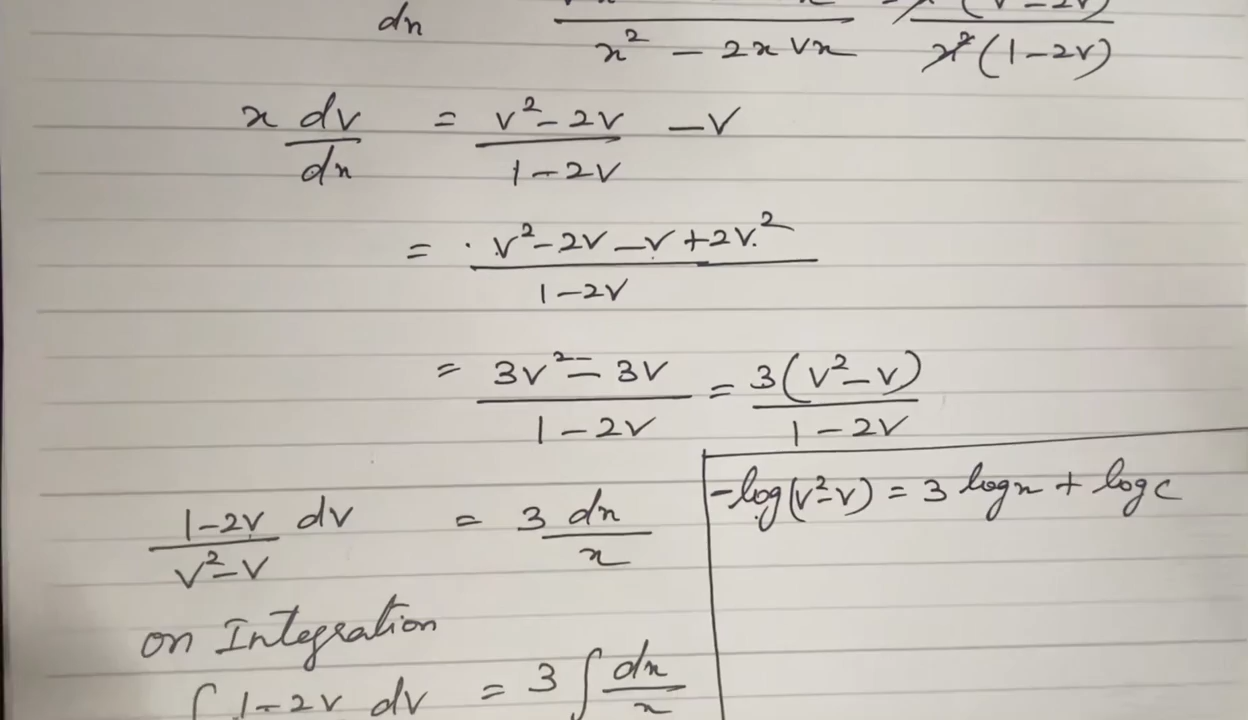 dx
x² - 2x vx   x²(1-2v)
x dv/dx = (v² - 2v)/(1 - 2v) - v
= (v² - 2v - v + 2v²)/(1 - 2v)
= (3v² - 3v)/(1 - 2v) = 3(v² - v)/(1 - 2v)
-log(v² - v) = 3 log x + log c
(1 - 2v)/(v² - v) dv = 3 dx/x
on Integration
∫ 1 - 2v dv = 3 ∫ dx/x